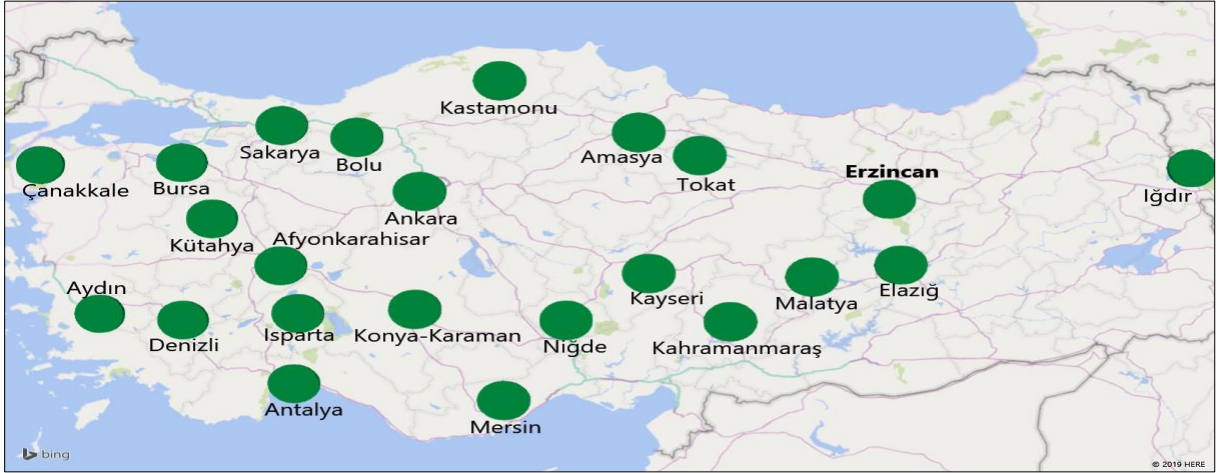 Kastamonu
Sakarya
Bolu
Amasya
Tokat
Erzincan
Iğdır
Çanakkale
Bursa
Ankara
Kütahya
Afyonkarahisar
Aydın
Denizli
Isparta
Konya-Karaman
Niğde
Kayseri
Kahramanmaraş
Malatya
Elazığ
Antalya
Mersin
bing
© 2019 HERE